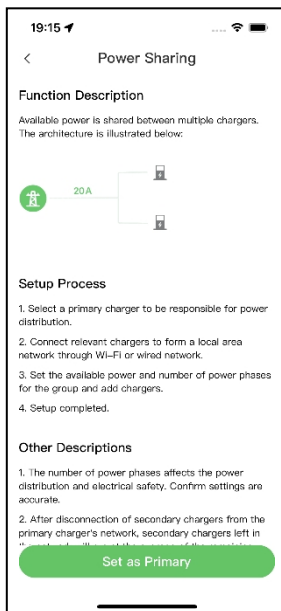 19:15
Power Sharing
Function Description
Available power is shared between multiple chargers.
The architecture is illustrated below:
20A
Setup Process
1. Select a primary charger to be responsible for power
distribution.
2. Connect relevant chargers to form a local area
network through Wi-Fi or wired network.
3. Set the available power and number of power phases
for the group and add chargers.
4. Setup completed.
Other Descriptions
1. The number of power phases affects the power
distribution and electrical safety. Confirm settings are
accurate.
2. After disconnection of secondary chargers from the
primary charger's network, secondary chargers left in
Set as Primary